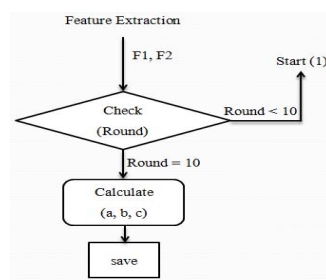 Feature Extraction
F1, F2
Start (1)
Check
(Round)
Round < 10
Round = 10
Calculate
(a, b, c)
save